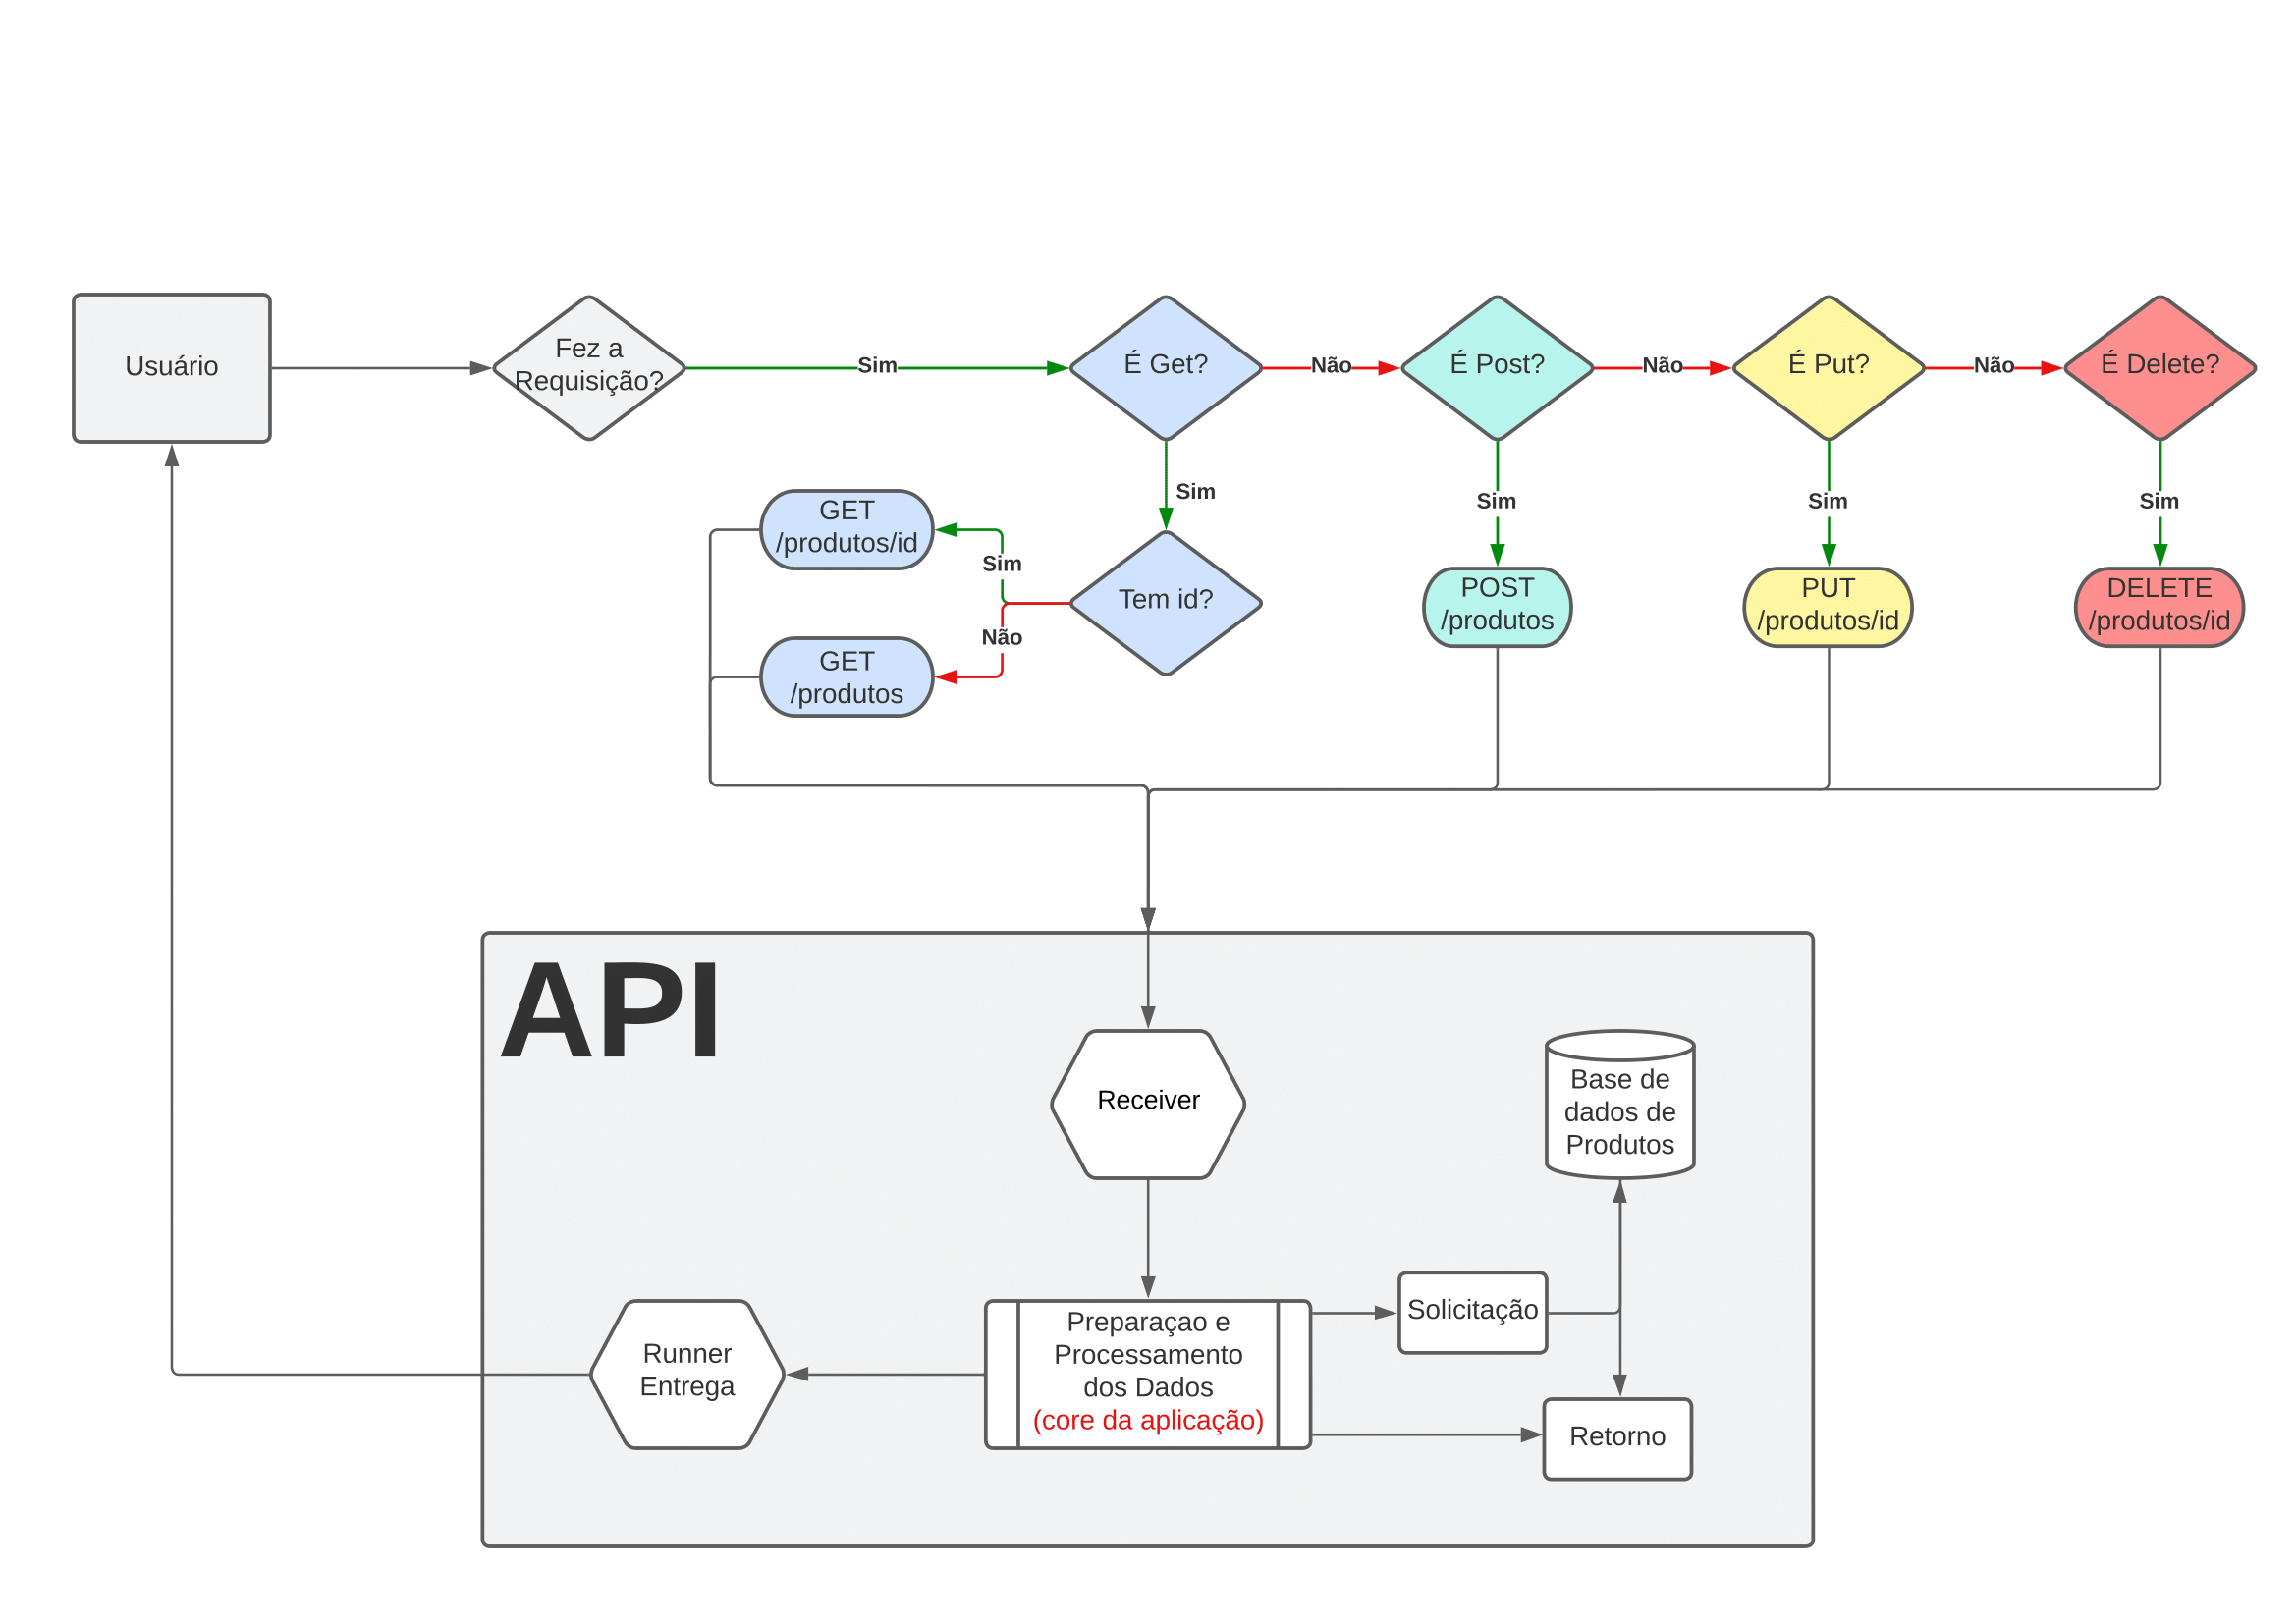 Usuário
Fez a
Requisição?
Sim
É Get?
Não
É Post?
Não
É Put?
Não
É Delete?
Sim
Sim
Sim
Sim
GET
/produtos/id
Sim
Tem id?
Não
GET
/produtos
POST
/produtos
PUT
/produtos/id
DELETE
/produtos/id
API
Receiver
Base de
dados de
Produtos
Solicitação
Preparaçao e
Processamento
dos Dados
(core da aplicação)
Runner
Entrega
Retorno